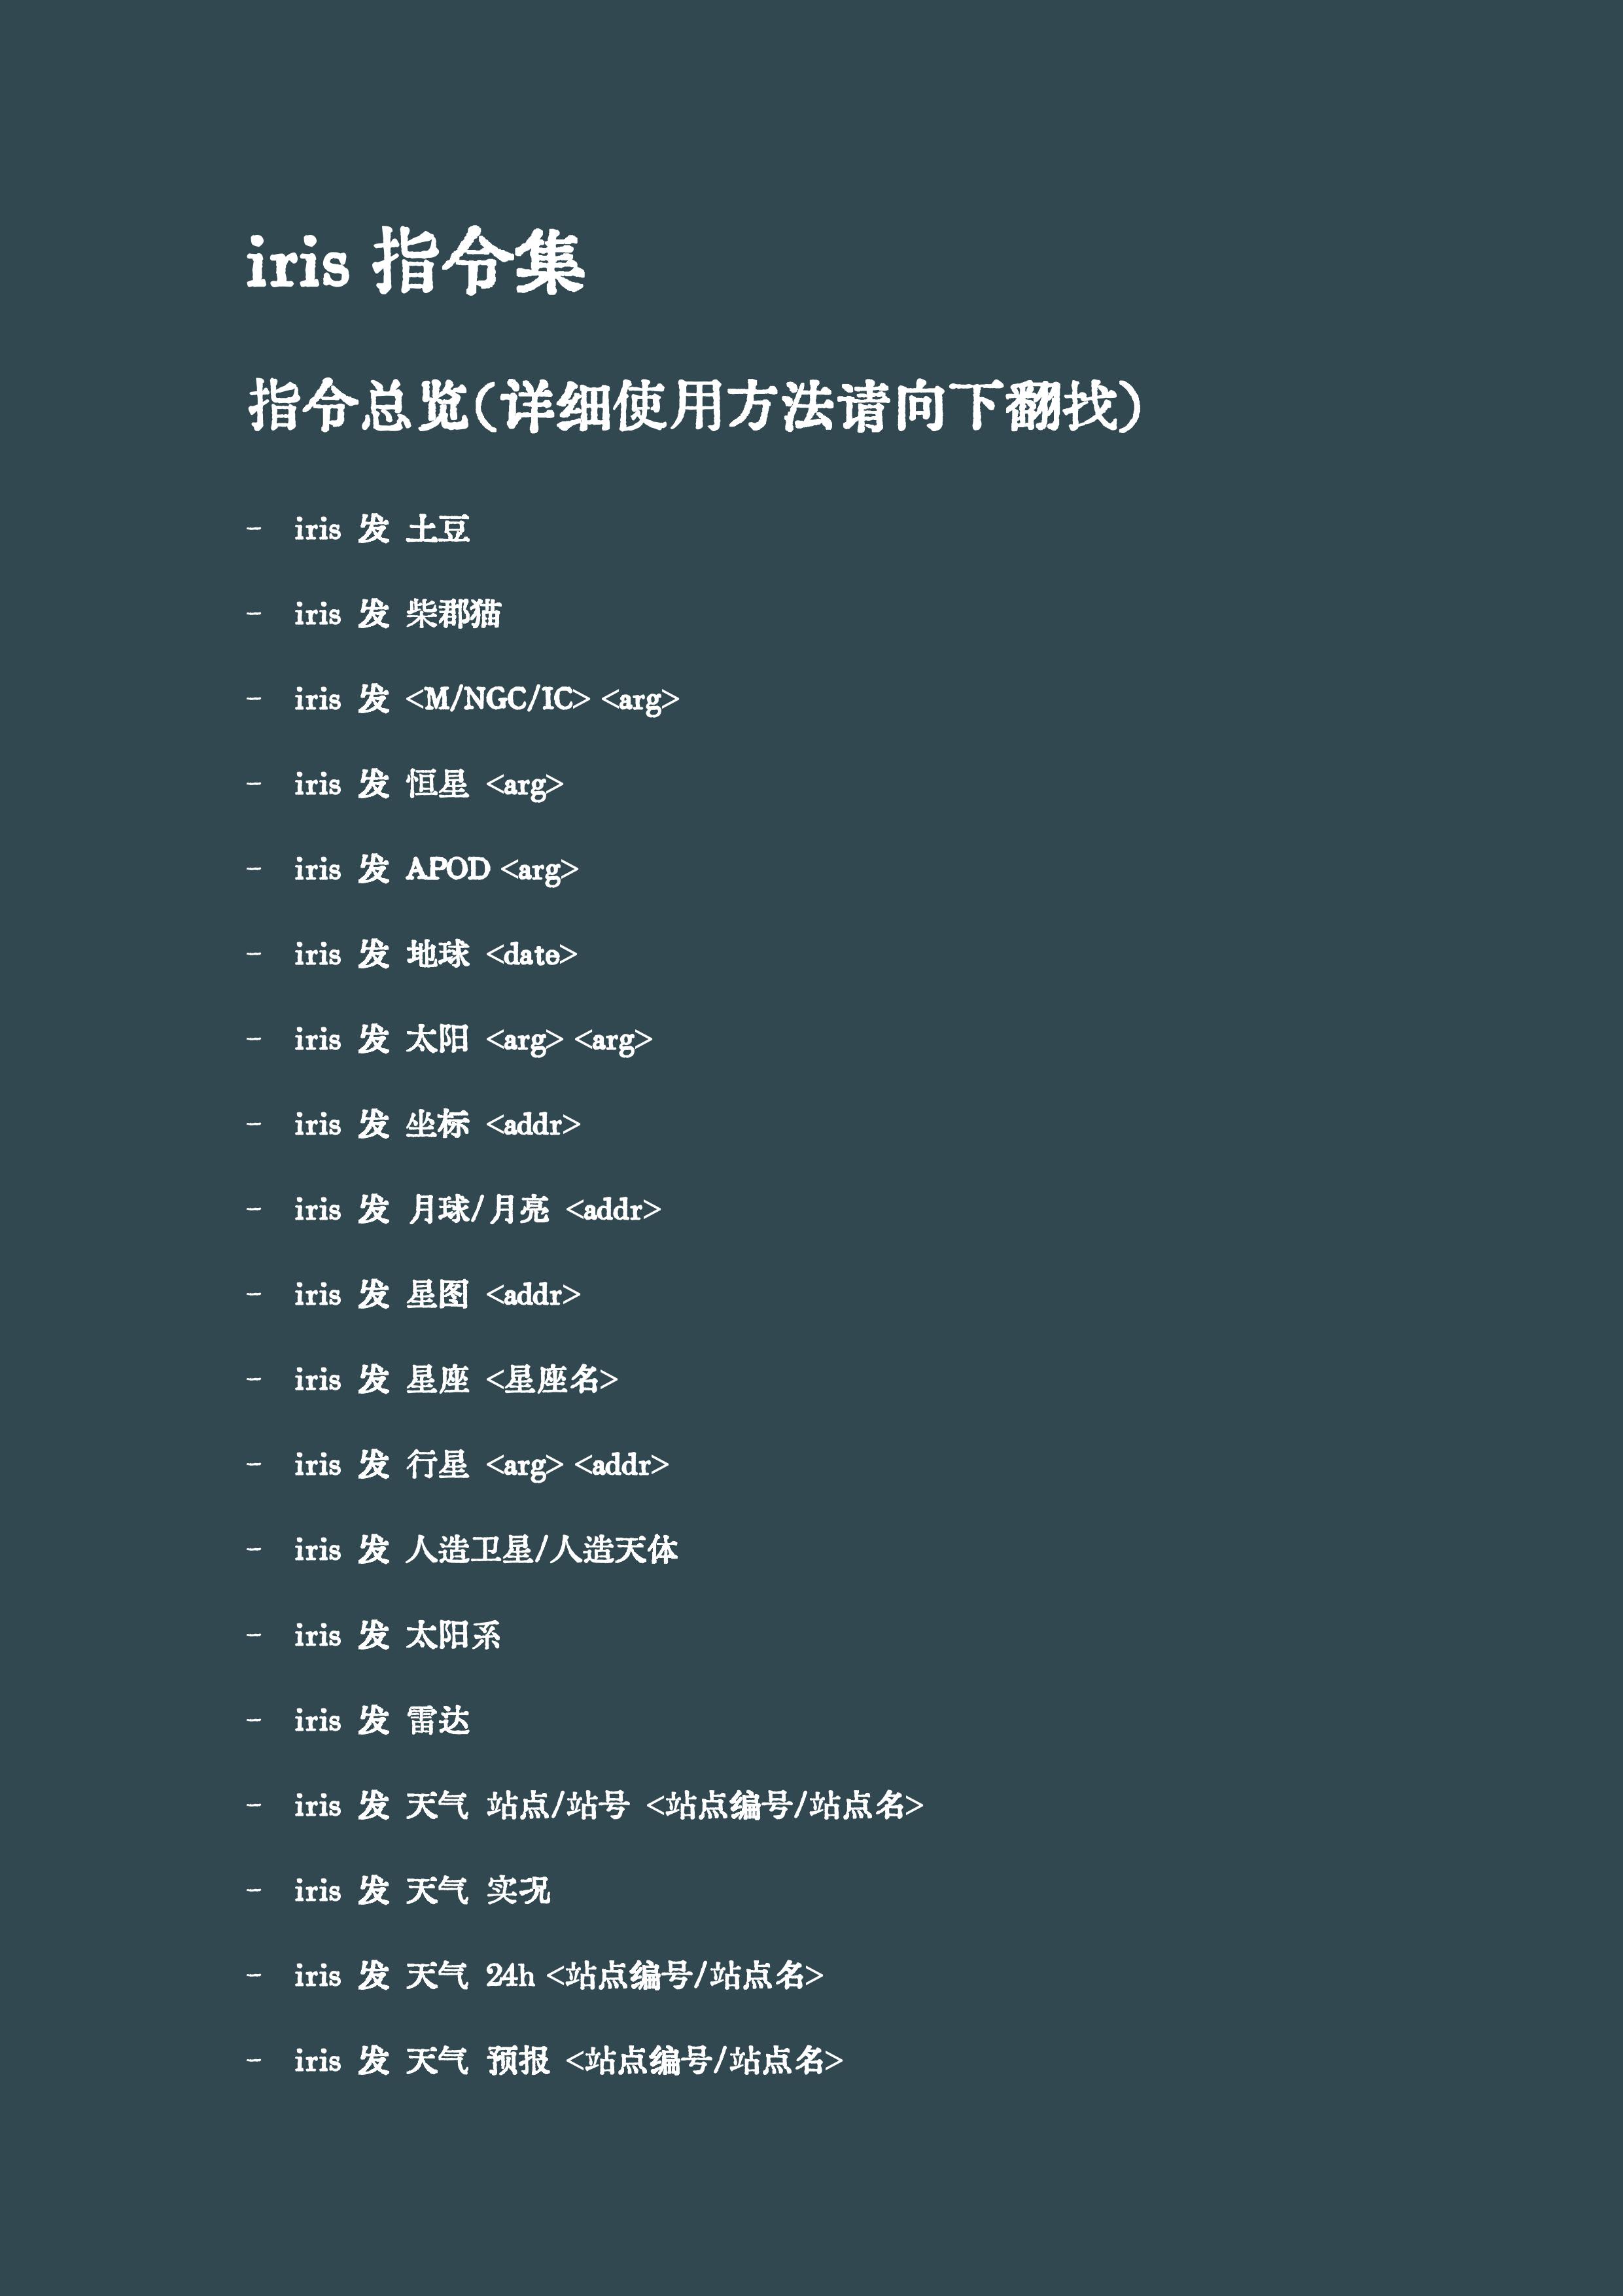 iris 指令集
指令总览(详细使用方法请向下翻找)
- iris 发 土豆
- iris 发 柴郡猫
- iris 发 <M/NGC/IC> <arg>
- iris 发 恒星 <arg>
- iris 发 APOD <arg>
- iris 发 地球 <date>
- iris 发 太阳 <arg> <arg>
- iris 发 坐标 <addr>
- iris 发 月球/月亮 <addr>
- iris 发 星图 <addr>
- iris 发 星座 <星座名>
- iris 发 行星 <arg> <addr>
- iris 发 人造卫星/人造天体
- iris 发 太阳系
- iris 发 雷达
- iris 发 天气 站点/站号 <站点编号/站点名>
- iris 发 天气 实况
- iris 发 天气 24h <站点编号/站点名>
- iris 发 天气 预报 <站点编号/站点名>